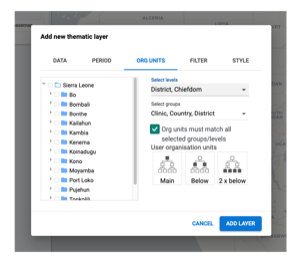 ALGERIA
LIBYA
Add new thematic layer
DATA
PERIOD
ORG UNITS
FILTER
STYLE
Sierra Leone
Bo
Bombali
Bonthe
Kailahun
Kambia
Kenema
Koinadugu
Kono
Moyamba
Port Loko
Pujehun
Tonkolili
Select levels
District, Chiefdom
Select groups
Clinic, Country, District
Org units must match all
selected groups/levels
User organisation units
Main
Below
2 x below
CANCEL
ADD LAYER